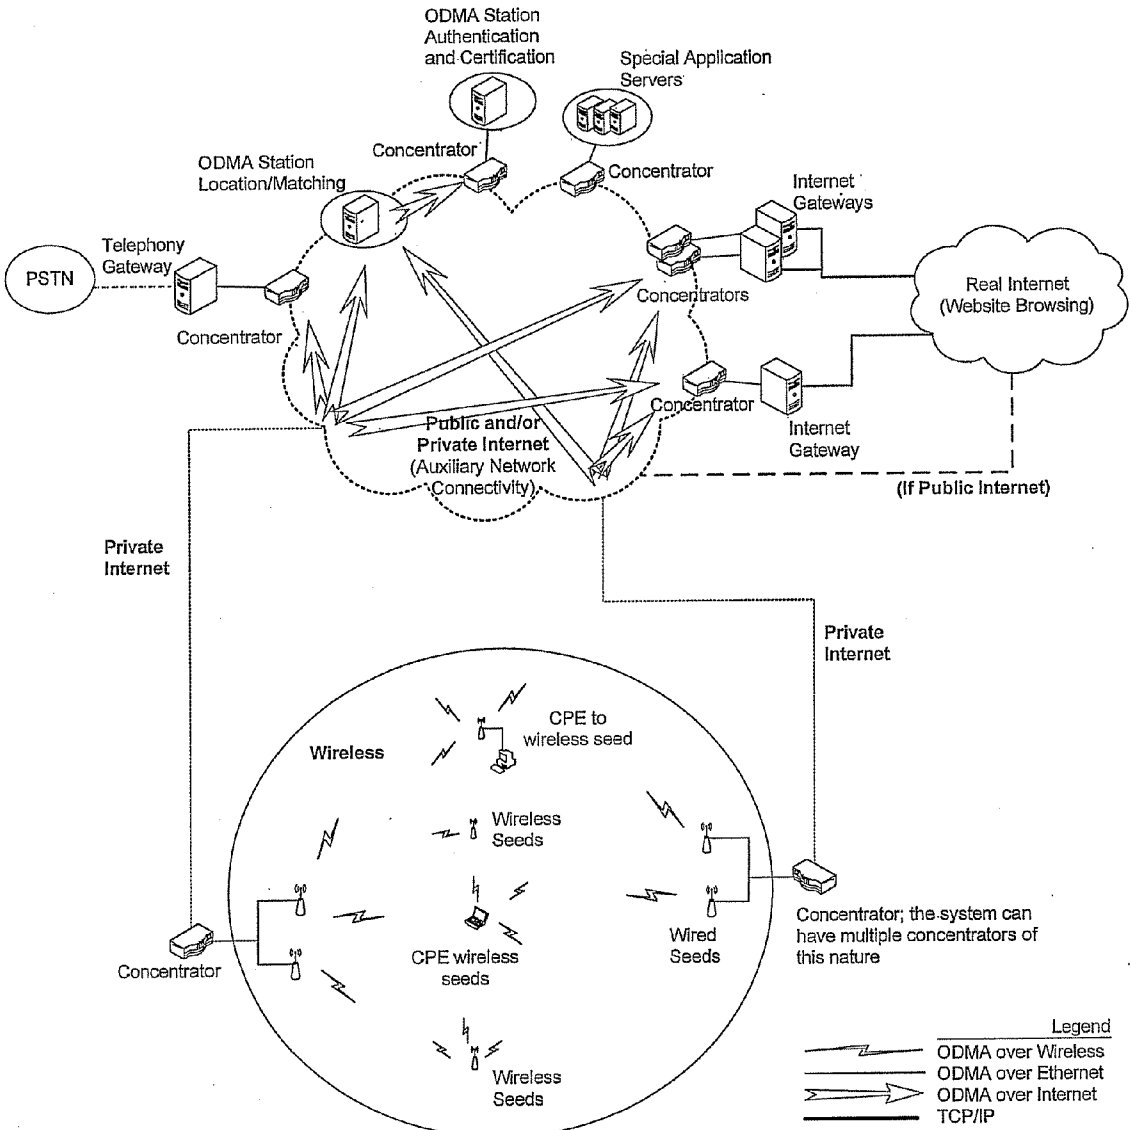 ODMA Station
Authentication
and Certification
Special Application
Servers
Concentrator
Concentrator
ODMA Station
Location/Matching
Internet
Gateways
Telephony
Gateway
PSTN
Concentrator
Concentrators
Real Internet
(Website Browsing)
Concentrator
Internet
Gateway
Public and/or
Private Internet
(Auxiliary Network
Connectivity)
(If Public Internet)
Private
Internet
Private
Internet
Wireless
CPE to
wireless seed
Wireless
Seeds
CPE wireless
seeds
Wired
Seeds
Concentrator
Concentrator; the system can
have multiple concentrators of
this nature
Wireless
Seeds
Legend
ODMA over Wireless
ODMA over Ethernet
ODMA over Internet
TCP/IP